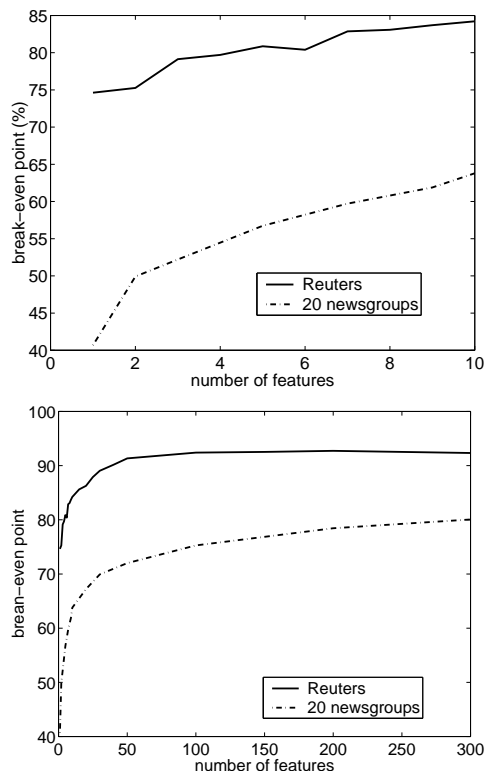 85
80
75
70
65
60
55
50
45
40
break−even point (%)
Reuters
20 newsgroups
0 2 4 6 8 10
number of features
100
90
80
70
60
50
40
brean−even point
Reuters
20 newsgroups
0 50 100 150 200 250 300
number of features